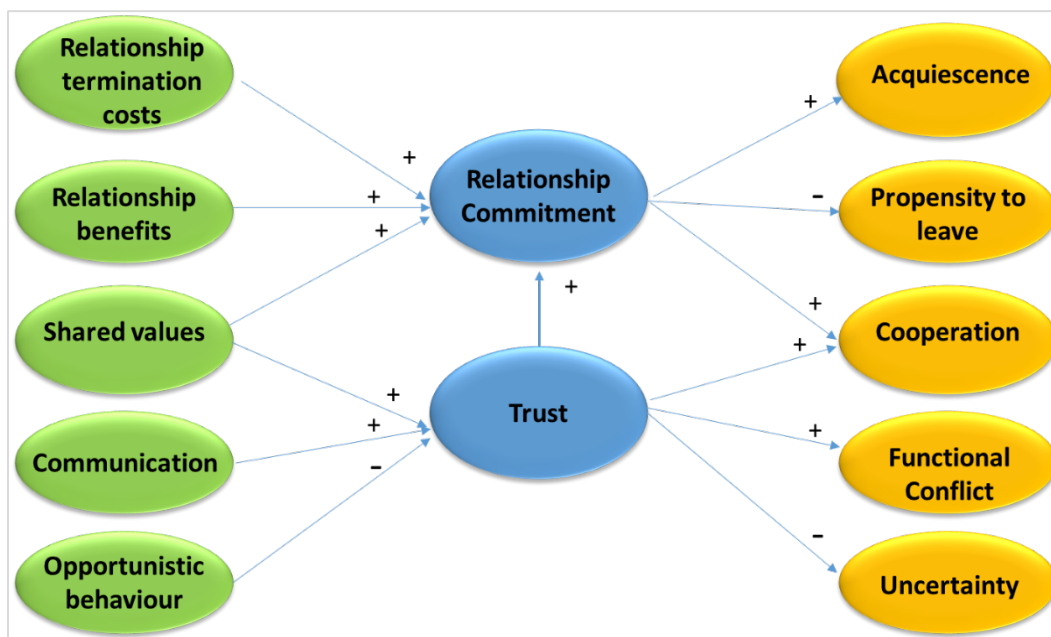 Relationship
termination
costs
Relationship
benefits
Shared values
Communication
Opportunistic
behaviour
+
+
+
+
+
–
Relationship
Commitment
+
Trust
+
–
+
+
+
–
Acquiescence
Propensity to
leave
Cooperation
Functional
Conflict
Uncertainty